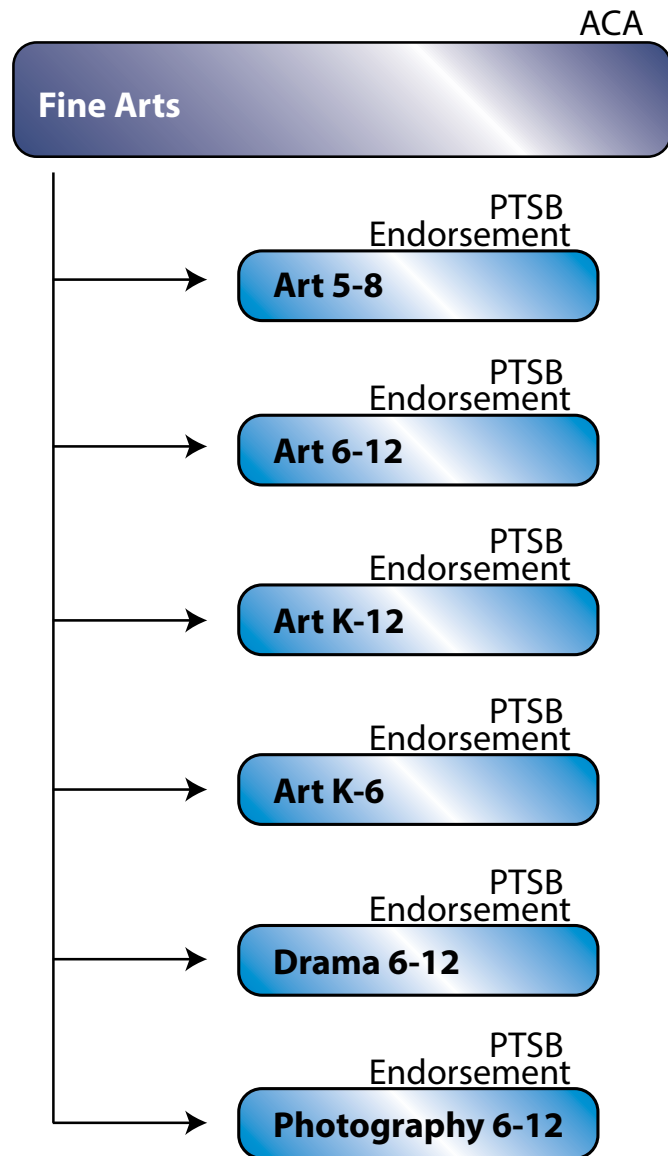 ACA
Fine Arts
PTSB
Endorsement
Art 5-8
PTSB
Endorsement
Art 6-12
PTSB
Endorsement
Art K-12
PTSB
Endorsement
Art K-6
PTSB
Endorsement
Drama 6-12
PTSB
Endorsement
Photography 6-12